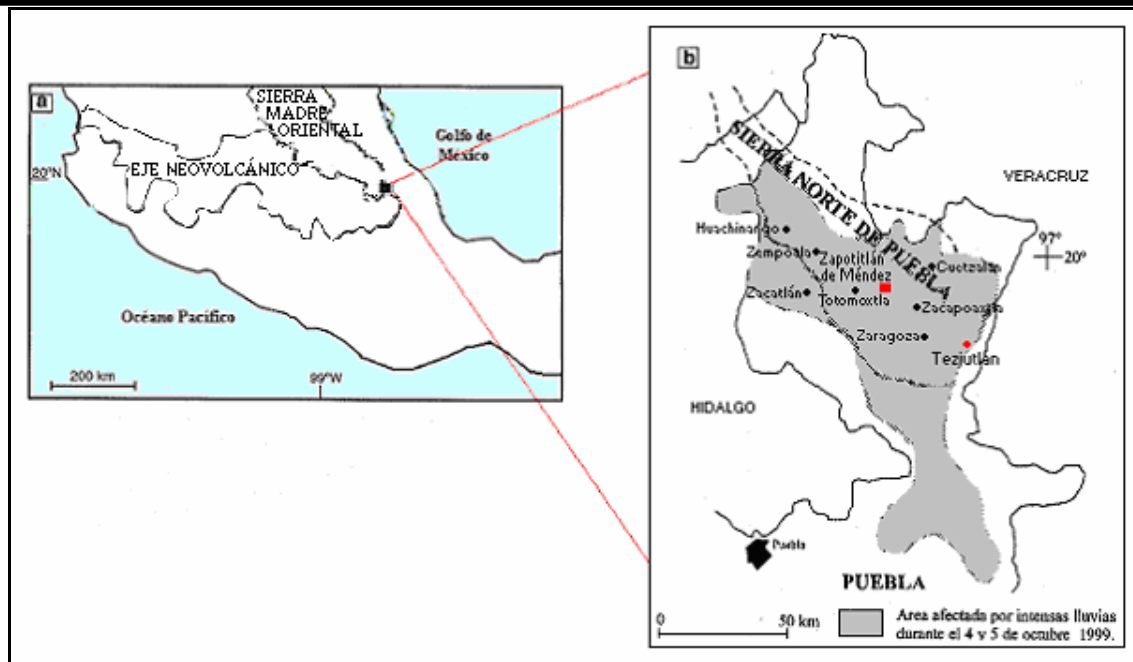 a
SIERRA
MADRE
ORIENTAL
Golfo de
México
EJE NEOVOLCÁNICO
20°N
Océano Pacífico
200 km
99°W
b
SIERRA NORTE DE PUEBLA
VERACRUZ
97°
20°
Huachinango
Zempoala
Zapotitlán
de Méndez
Cuetzalán
Zacatlán
Totomoxtla
Zacapoaxtla
Zaragoza
Tezjutlán
HIDALGO
Puebla
PUEBLA
0
50 km
Area afectada por intensas lluvias
durante el 4 y 5 de octubre 1999.